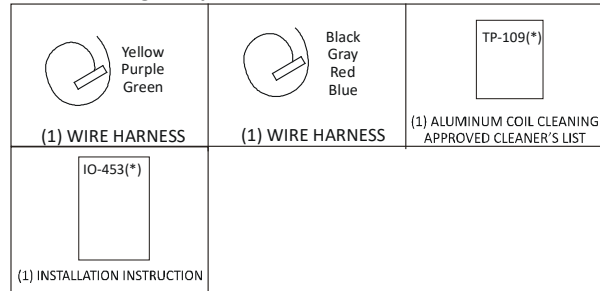 Yellow
Purple
Green
(1) WIRE HARNESS
Black
Gray
Red
Blue
(1) WIRE HARNESS
TP-109(*)
(1) ALUMINUM COIL CLEANING
APPROVED CLEANER'S LIST
IO-453(*)
(1) INSTALLATION INSTRUCTION